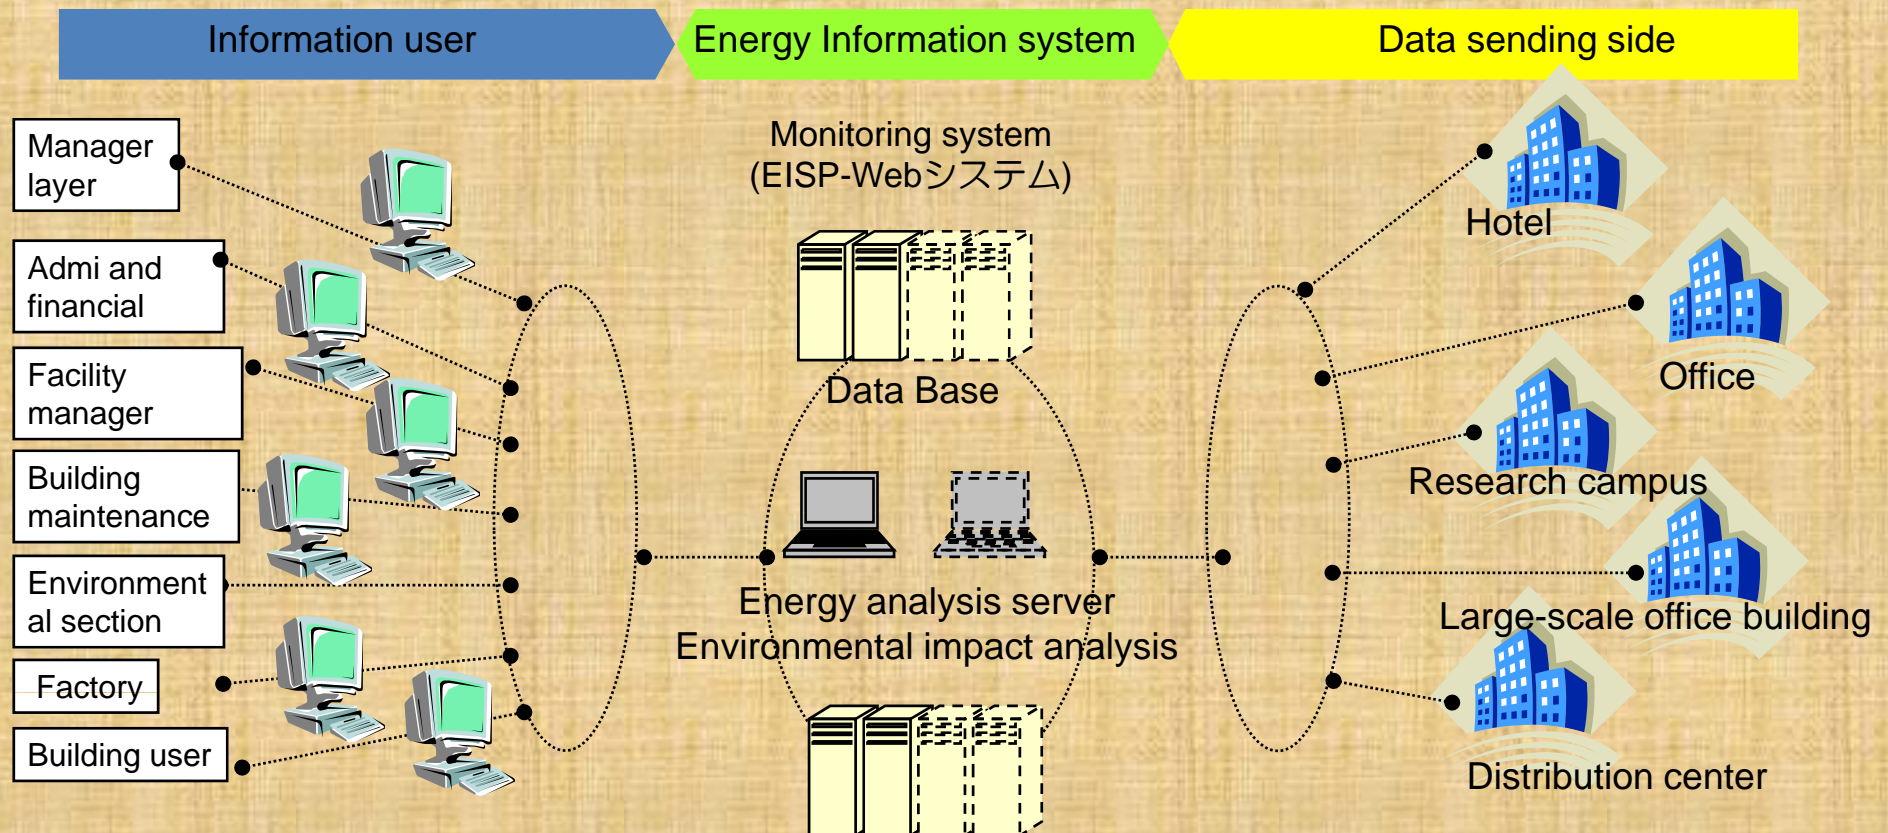 Information user
Energy Information system
Data sending side
Manager
layer
Admi and
financial
Facility
manager
Building
maintenance
Environment
al section
Factory
Building user
Monitoring system
(EISP-Webシステム)
Data Base
Energy analysis server
Environmental impact analysis
Hotel
Office
Research campus
Large-scale office building
Distribution center